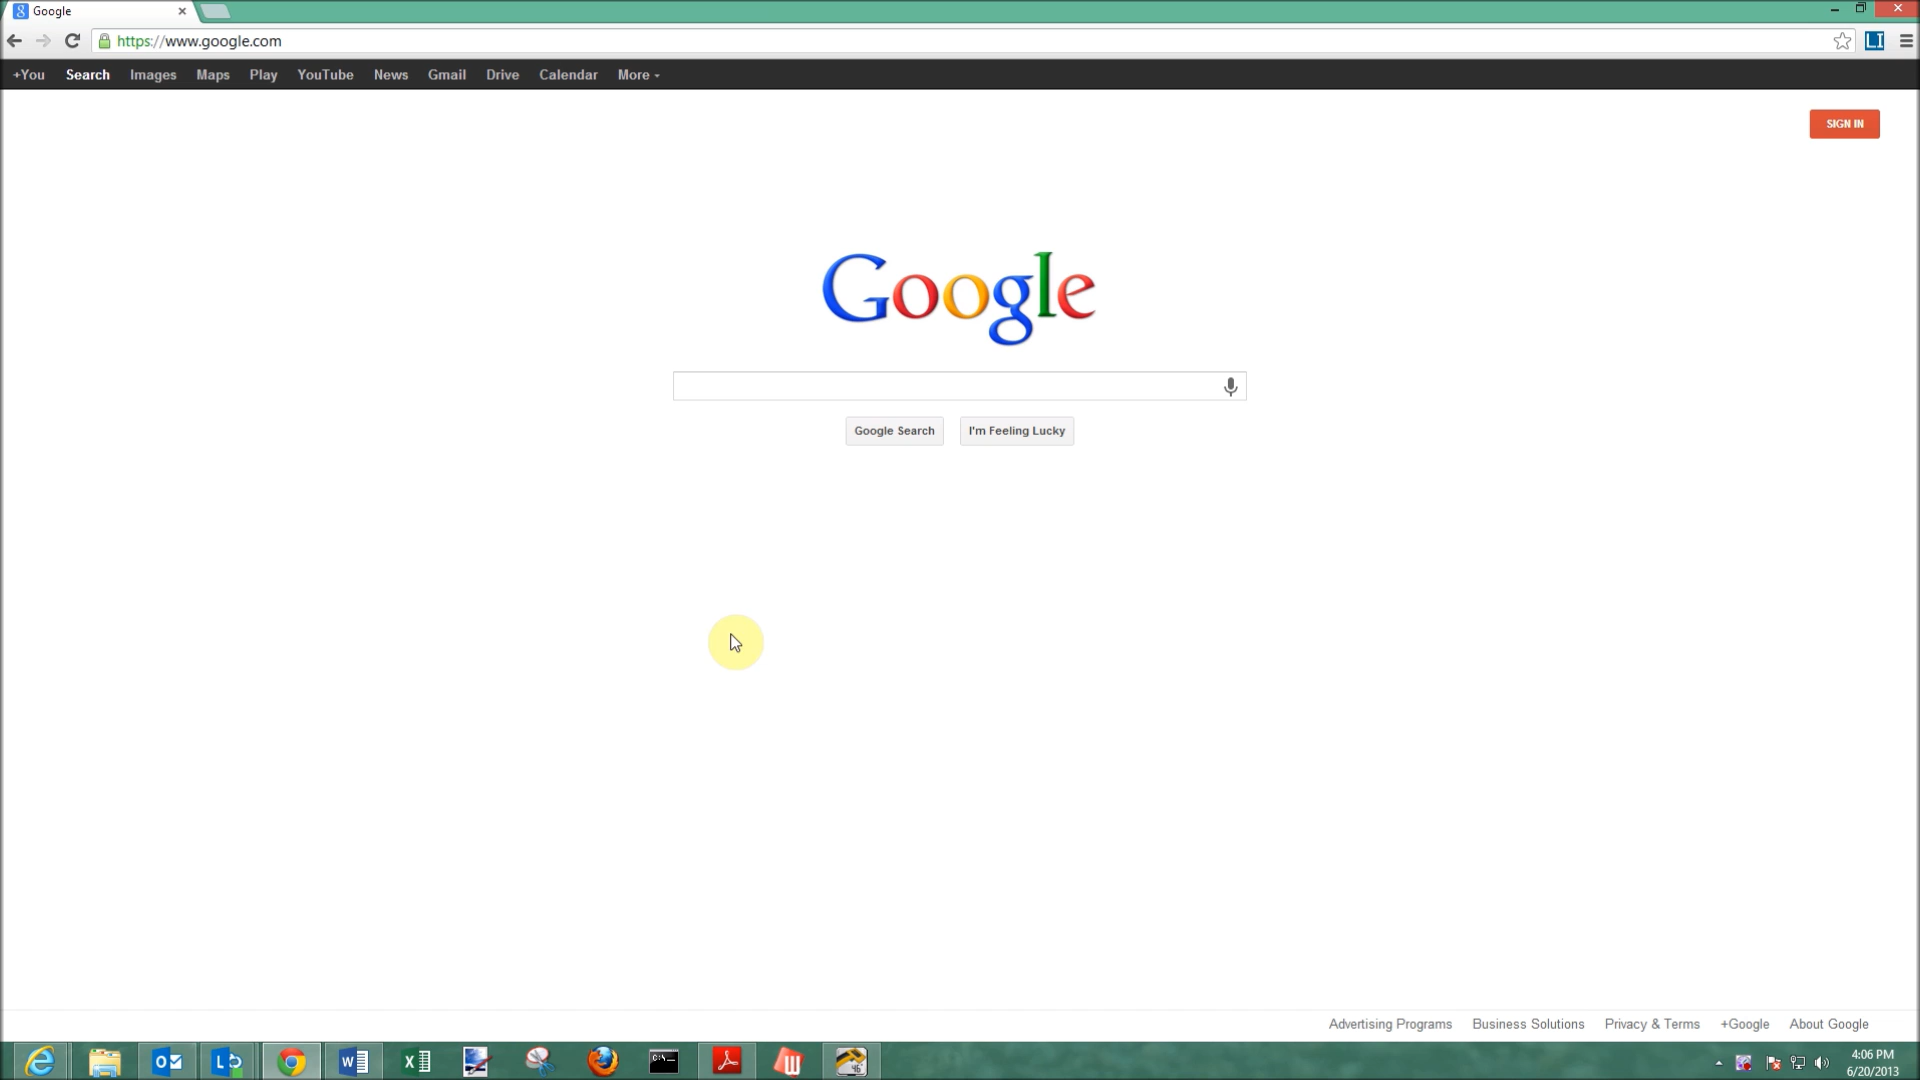 Google
https://www.google.com
+You Search Images Maps Play YouTube News Gmail Drive Calendar More
SIGN IN
Google
Google Search I'm Feeling Lucky
Advertising Programs Business Solutions Privacy & Terms +Google About Google
4:06 PM
6/20/2013